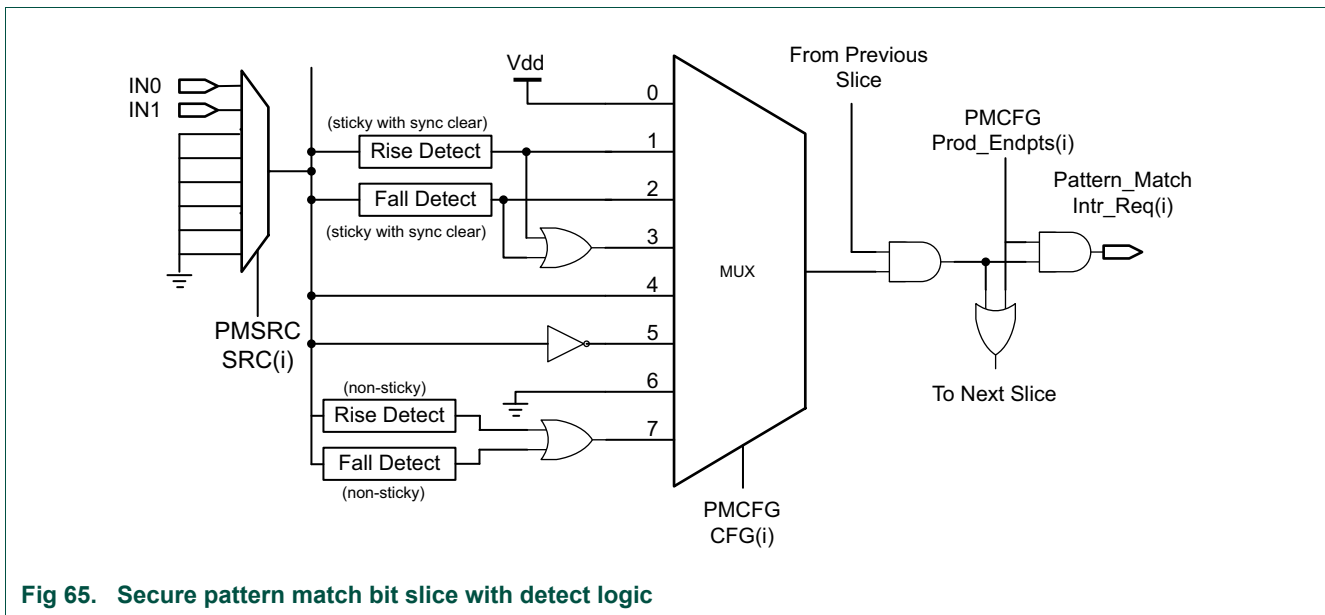 IN0
IN1
PMSRC
SRC(i)
(sticky with sync clear)
Rise Detect
Fall Detect
(sticky with sync clear)
(non-sticky)
Rise Detect
Fall Detect
(non-sticky)
Vdd
0
1
2
3
4
5
6
7
MUX
PMCFG
CFG(i)
From Previous
Slice
PMCFG
Prod_Endpts(i)
Pattern_Match
Intr_Req(i)
To Next Slice
Fig 65. Secure pattern match bit slice with detect logic